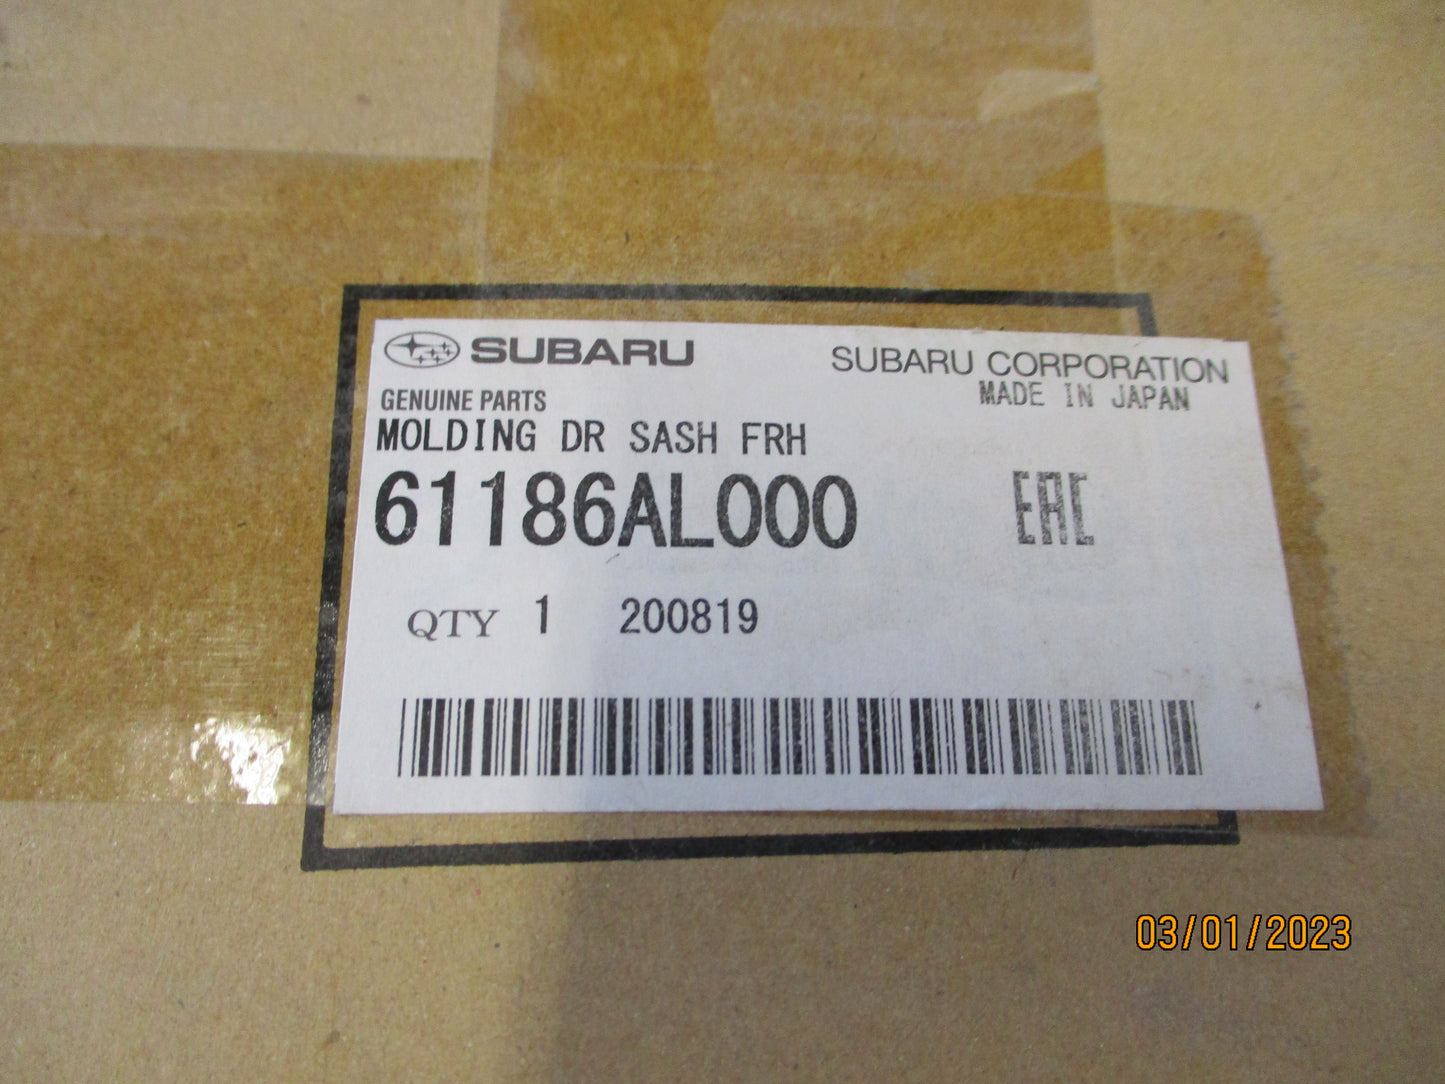 SUBARU
SUBARU CORPORATION
MADE IN JAPAN
GENUINE PARTS
MOLDING DR SASH FRH
61186AL000
EAC
QTY 1 200819
03/01/2023